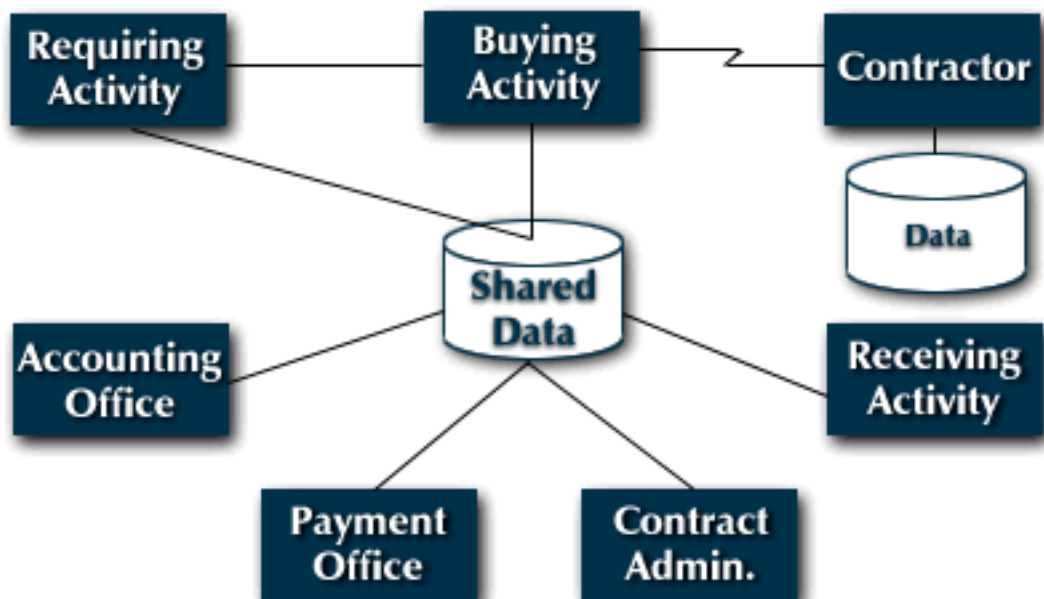 Requiring
Activity
Buying
Activity
Contractor
Data
Shared
Data
Accounting
Office
Receiving
Activity
Payment
Office
Contract
Admin.